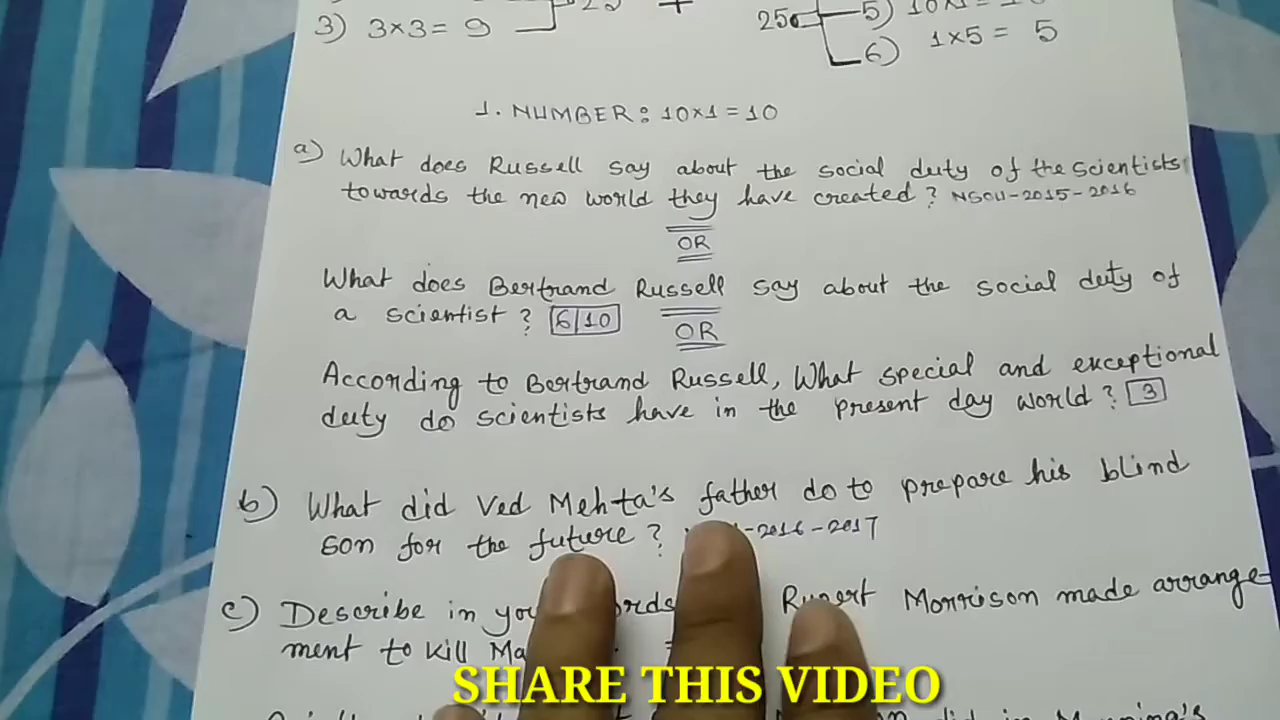 3) 3×3= 9
25
+
25
5) 10×1=
6) 1×5= 5
1. NUMBER: 10×1=10
a) What does Russell say about the social duty of the scientists
towards the new world they have created? NSOU-2015-2016
OR
What does Bertrand Russell say about the social duty of
a scientist? 6/10
OR
According to Bertrand Russell, What special and exceptional
duty do scientists have in the present day world? 3
b) What did Ved Mehta's father do to prepare his blind
son for the future? -2016-2017
c) Describe in Rupert Morrison made arrange-
ment to kill
SHARE THIS VIDEO